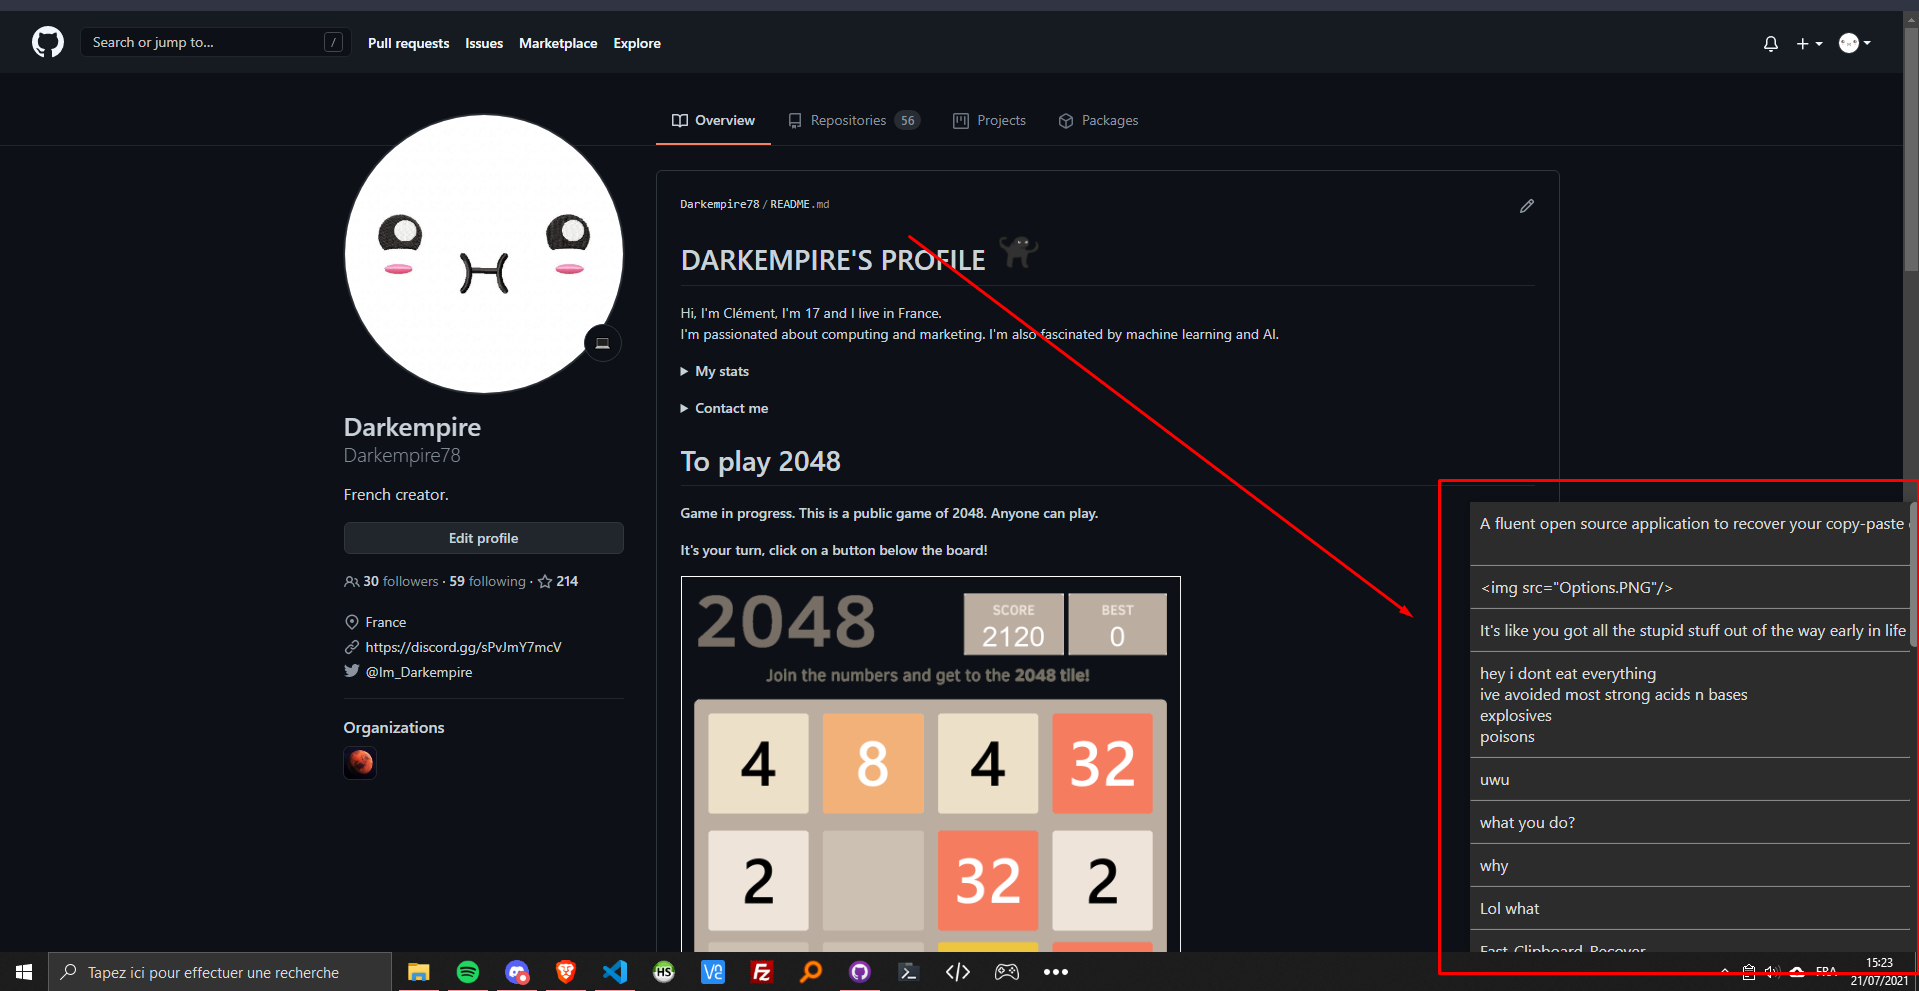 Search or jump to...
/
Pull requests
Issues
Marketplace
Explore
Overview
Repositories 56
Projects
Packages
Darkempire
Darkempire78
French creator.
Edit profile
30 followers · 59 following · 214
France
https://discord.gg/sPvJmY7mcV
@Im_Darkempire
Organizations
Darkempire78 / README.md
DARKEMPIRE'S PROFILE
Hi, I'm Clément, I'm 17 and I live in France.
I'm passionated about computing and marketing. I'm also fascinated by machine learning and AI.
My stats
Contact me
To play 2048
Game in progress. This is a public game of 2048. Anyone can play.
It's your turn, click on a button below the board!
2048
SCORE
2120
BEST
0
Join the numbers and get to the 2048 tile!
4 8 4 32
2 32 2
A fluent open source application to recover your copy-paste
<img src="Options.PNG"/>
It's like you got all the stupid stuff out of the way early in life
hey i dont eat everything
ive avoided most strong acids n bases
explosives
poisons
uwu
what you do?
why
Lol what
Fast-Clipboard-Recover
Tapez ici pour effectuer une recherche
HS
Fz
FRA
15:23
21/07/2021